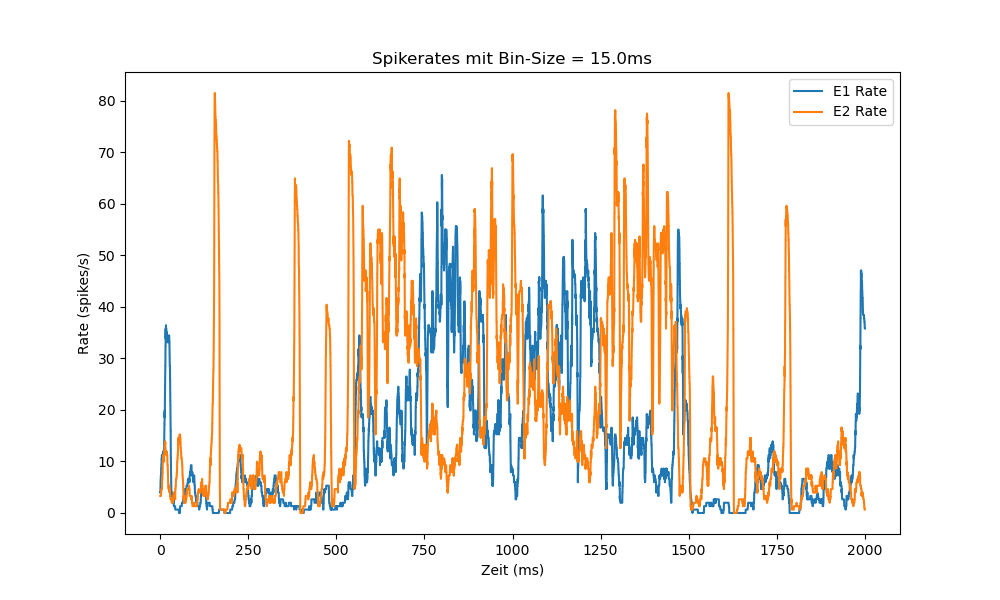 Spikerates mit Bin-Size = 15.0ms
E1 Rate
E2 Rate
Rate (spikes/s)
80
70
60
50
40
30
20
10
0
0 250 500 750 1000 1250 1500 1750 2000
Zeit (ms)